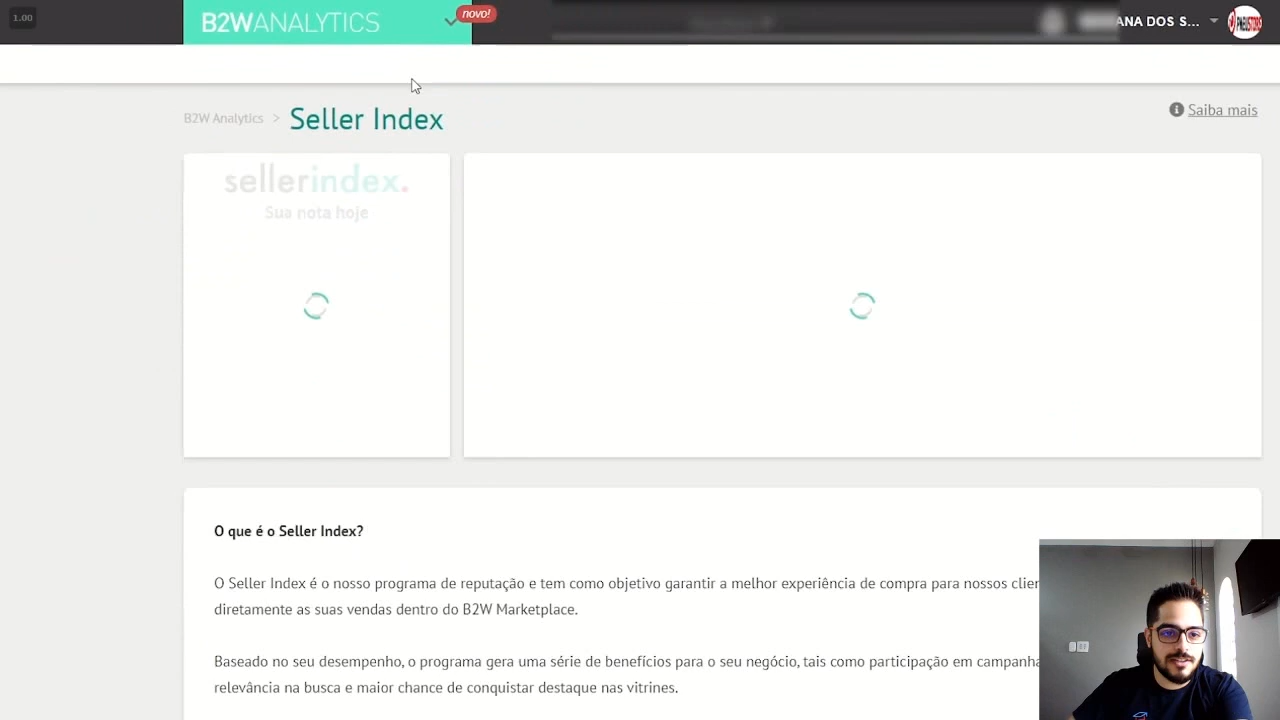 1.00
B2WANALYTICS
novo!
ANA DOS S...
PNEUSTORE
B2W Analytics > Seller Index
Saiba mais
sellerindex.
Sua nota hoje
O que é o Seller Index?
O Seller Index é o nosso programa de reputação e tem como objetivo garantir a melhor experiência de compra para nossos clien
diretamente as suas vendas dentro do B2W Marketplace.
Baseado no seu desempenho, o programa gera uma série de benefícios para o seu negócio, tais como participação em campanha
relevância na busca e maior chance de conquistar destaque nas vitrines.